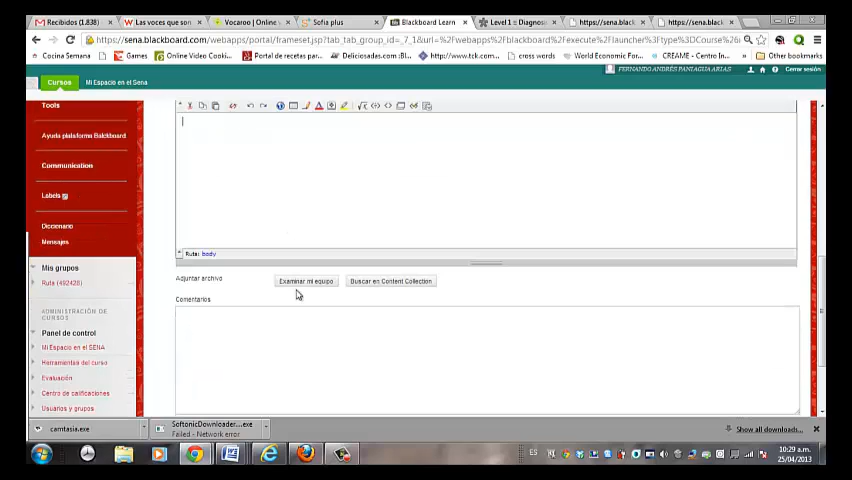 Recibidos (1.838)
Las voces que son
Vocaroo | Online v
Sofia plus
Blackboard Learn
Level 1 :: Diagnosi
https://sena.black
https://sena.black
https://sena.blackboard.com/webapps/portal/frameset.jsp?tab_tab_group_id=_7_1&url=%2Fwebapps%2Fblackboard%2Fexecute%2Flauncher%3Ftype%3DCourse%26
Cocina Semana
Games
Online Video Cooki...
Portal de recetas par...
Deliciosadas.com :Bl...
http://www.tck.com...
cross words
World Economic For...
CREAME - Centro In...
Other bookmarks
FERNANDO ANDRÉS PANIAGUA ARIAS
Cerrar sesión
Cursos
Mi Espacio en el Sena
Tools
Ayuda plataforma Balckboard
Communication
Labels
Diccionario
Mensajes
Ruta: body
Mis grupos
Adjuntar archivo
Examinar mi equipo
Buscar en Content Collection
Ruta (492428)
Comentarios
ADMINISTRACIÓN DE
CURSOS
Panel de control
Mi Espacio en el SENA
Herramientas del curso
Evaluación
Centro de calificaciones
Usuarios y grupos
camtasia.exe
SoftonicDownloader....exe
Failed - Network error
Show all downloads...
ES
10:29 a.m.
25/04/2013